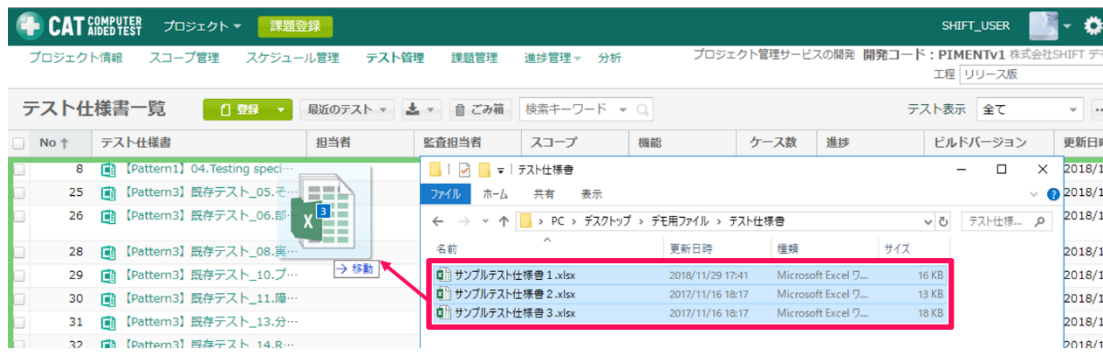 CAT COMPUTER AIDED TEST プロジェクト 課題登録 SHIFT_USER
プロジェクト情報 スコープ管理 スケジュール管理 テスト管理 課題管理 進捗管理 分析 プロジェクト管理サービスの開発 開発コード：PIMENTv1 株式会社SHIFT デモ
工程 リリース版
テスト仕様書一覧 登録 最近のテスト ごみ箱 検索キーワード テスト表示 全て
No テスト仕様書 担当者 監査担当者 スコープ 機能 ケース数 進捗 ビルドバージョン 更新日時
8 【Pattern1】04.Testing speci… 2018/1
25 【Pattern3】既存テスト_05.そ… 2018/1
26 【Pattern3】既存テスト_06.部… 2018/1
28 【Pattern3】既存テスト_08.実… 2018/1
29 【Pattern3】既存テスト_10.プ… 2018/1
30 【Pattern3】既存テスト_11.障… 2018/1
31 【Pattern3】既存テスト_13.分… 2018/1
32 【Pattern3】既存テスト_14.R… 2018/1
3
→ 移動
テスト仕様書
ファイル ホーム 共有 表示
PC > デスクトップ > デモ用ファイル > テスト仕様書 テスト仕様...
名前 更新日時 種類 サイズ
サンプルテスト仕様書 1.xlsx 2018/11/29 17:41 Microsoft Excel ワ... 16 KB
サンプルテスト仕様書 2.xlsx 2017/11/16 18:17 Microsoft Excel ワ... 13 KB
サンプルテスト仕様書 3.xlsx 2017/11/16 18:17 Microsoft Excel ワ... 18 KB